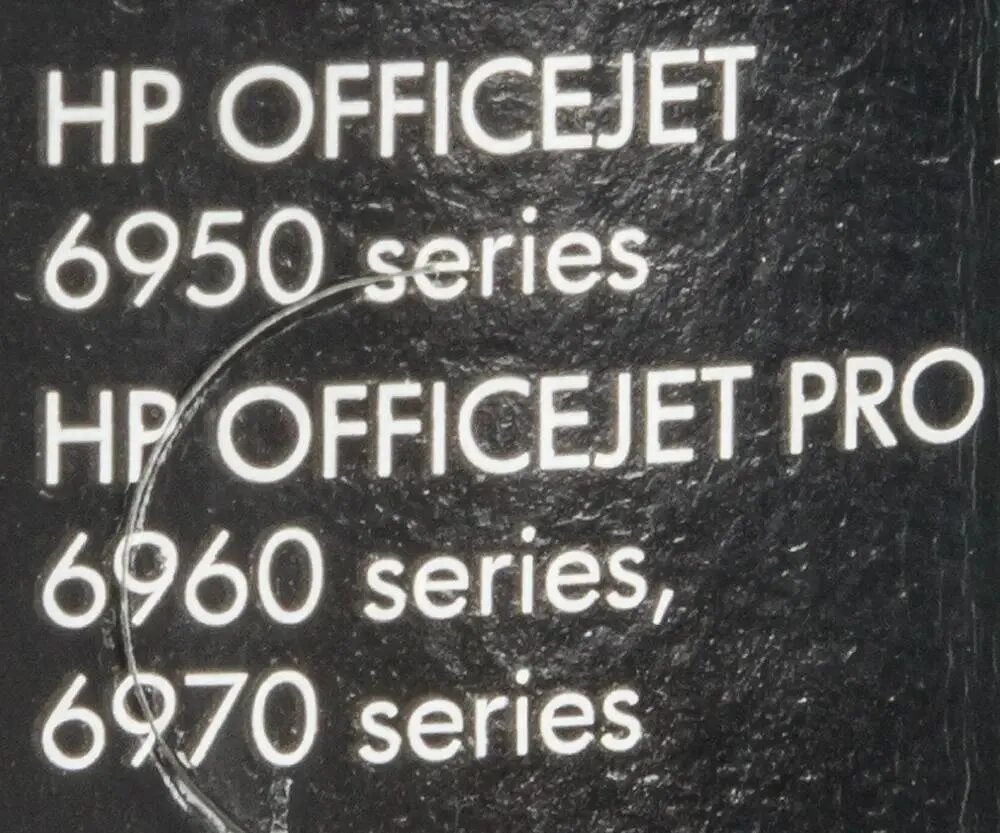 HP OFFICEJET
6950 series
HP OFFICEJET PRO
6960 series,
6970 series